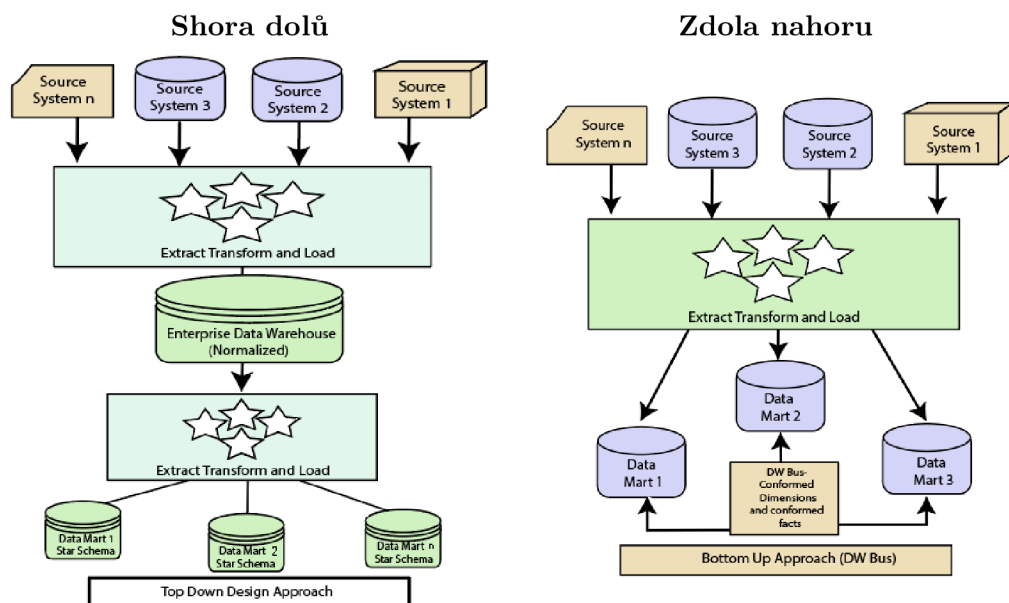 Shora dolů
Source
System n
Source
System 3
Source
System 2
Source
System 1
Extract Transform and Load
Enterprise Data Warehouse
(Normalized)
Extract Transform and Load
Data Mart 1
Star Schema
Data Mart 2
Star Schema
Data Mart n
Star Schema
Top Down Design Approach
Zdola nahoru
Source
System n
Source
System 3
Source
System 2
Source
System 1
Extract Transform and Load
Data
Mart 2
Data
Mart 1
Data
Mart 3
DW Bus-
Conformed
Dimensions
and conformed
facts
Bottom Up Approach (DW Bus)